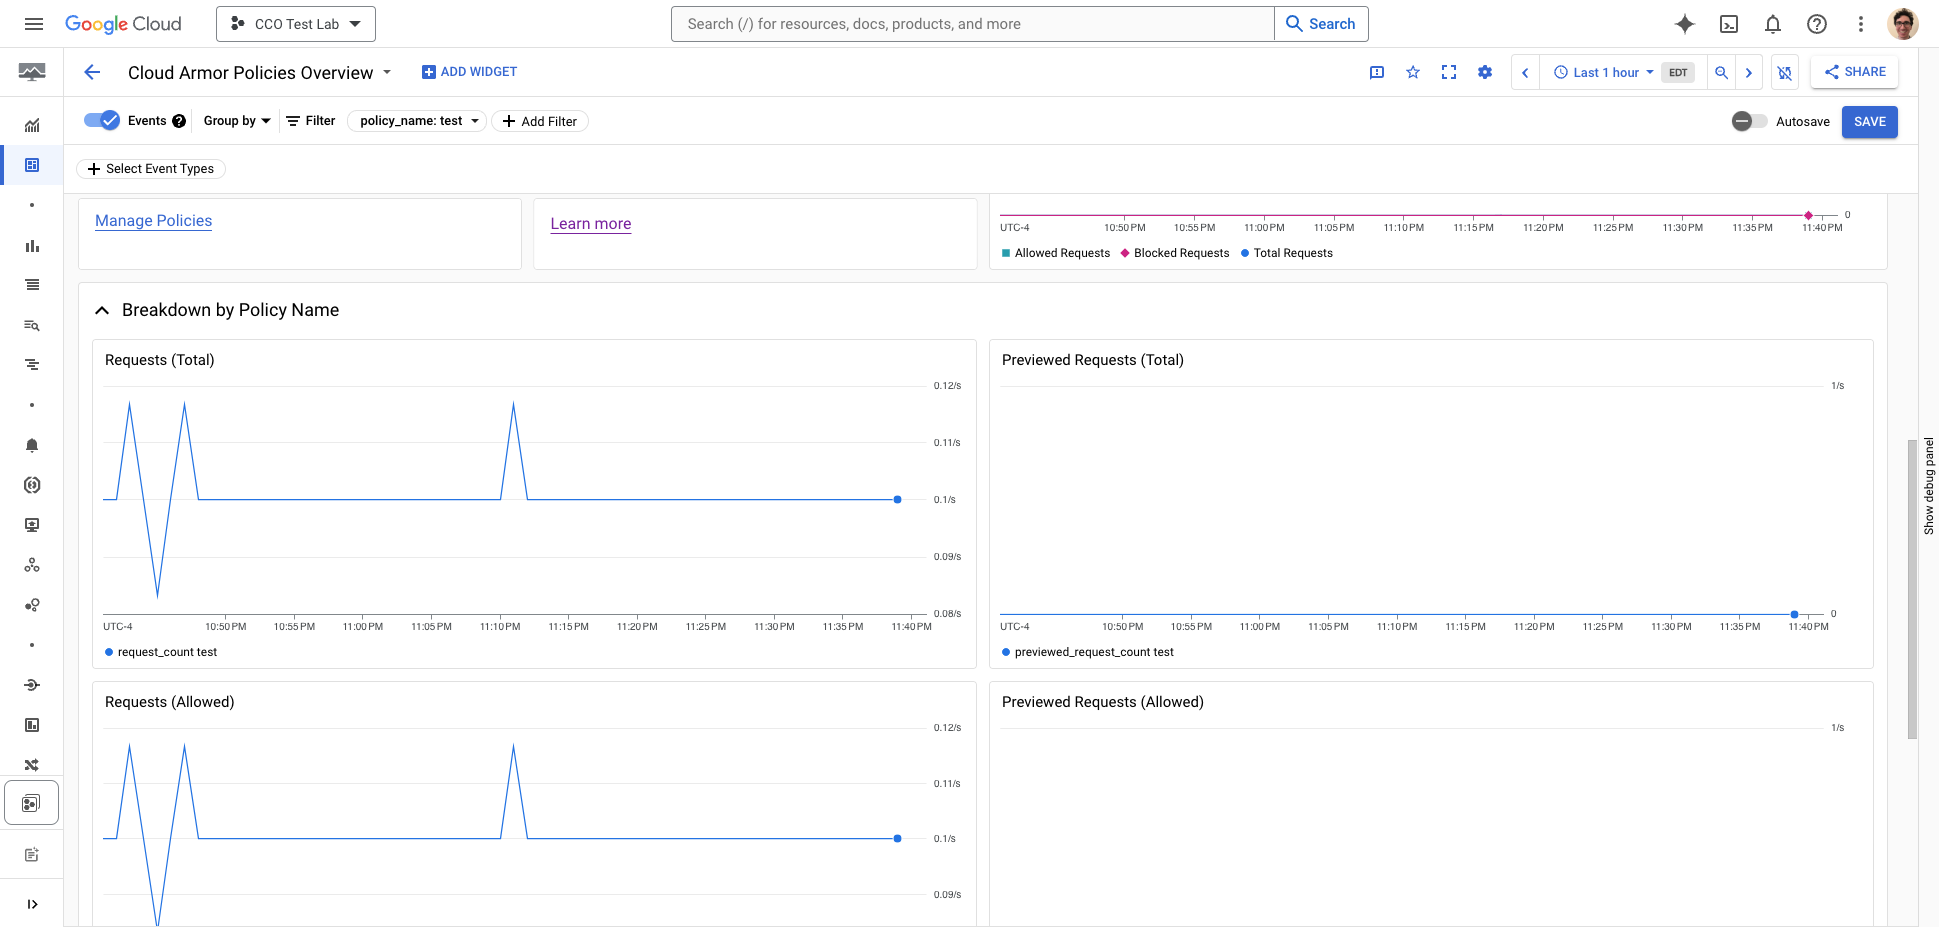 Google Cloud
CCO Test Lab
Search (/) for resources, docs, products, and more
Search
Cloud Armor Policies Overview
ADD WIDGET
Last 1 hour
EDT
SHARE
Events
Group by
Filter
policy_name: test
Add Filter
Autosave
SAVE
Select Event Types
Manage Policies
Learn more
0
UTC-4 10:50 PM 10:55 PM 11:00 PM 11:05 PM 11:10 PM 11:15 PM 11:20 PM 11:25 PM 11:30 PM 11:35 PM 11:40 PM
Allowed Requests Blocked Requests Total Requests
Breakdown by Policy Name
Requests (Total)
0.12/s
0.11/s
0.1/s
0.09/s
0.08/s
UTC-4 10:50 PM 10:55 PM 11:00 PM 11:05 PM 11:10 PM 11:15 PM 11:20 PM 11:25 PM 11:30 PM 11:35 PM 11:40 PM
request_count test
Previewed Requests (Total)
1/s
0
UTC-4 10:50 PM 10:55 PM 11:00 PM 11:05 PM 11:10 PM 11:15 PM 11:20 PM 11:25 PM 11:30 PM 11:35 PM 11:40 PM
previewed_request_count test
Requests (Allowed)
0.12/s
0.11/s
0.1/s
0.09/s
Previewed Requests (Allowed)
1/s
Show debug panel